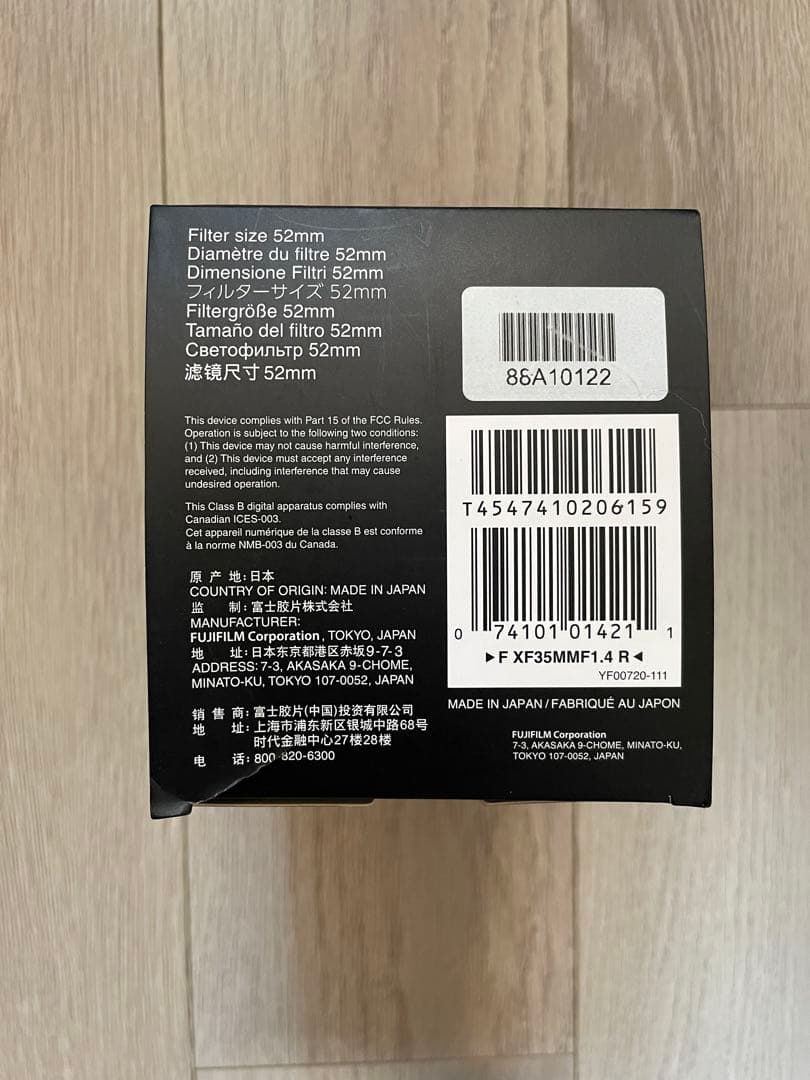 Filter size 52mm
Diamètre du filtre 52mm
Dimensione Filtri 52mm
フィルターサイズ 52mm
Filtergröße 52mm
Tamaño del filtro 52mm
Светофильтр 52mm
滤镜尺寸 52mm
This device complies with Part 15 of the FCC Rules.
Operation is subject to the following two conditions:
(1) This device may not cause harmful interference,
and (2) This device must accept any interference
received, including interference that may cause
undesired operation.
This Class B digital apparatus complies with
Canadian ICES-003.
Cet appareil numérique de la classe B est conforme
à la norme NMB-003 du Canada.
原 产 地: 日本
COUNTRY OF ORIGIN: MADE IN JAPAN
监 制: 富士胶片株式会社
MANUFACTURER:
FUJIFILM Corporation, TOKYO, JAPAN
地 址: 日本东京都港区赤坂9-7-3
ADDRESS: 7-3, AKASAKA 9-CHOME,
MINATO-KU, TOKYO 107-0052, JAPAN
销 售 商: 富士胶片(中国)投资有限公司
地 址: 上海市浦东新区银城中路68号
时代金融中心27楼28楼
电 话: 800-820-6300
88A10122
T4547410206159
0 74101 01421 1
▶F XF35MMF1.4 R◀
YF00720-111
MADE IN JAPAN / FABRIQUÉ AU JAPON
FUJIFILM Corporation
7-3, AKASAKA 9-CHOME, MINATO-KU,
TOKYO 107-0052, JAPAN